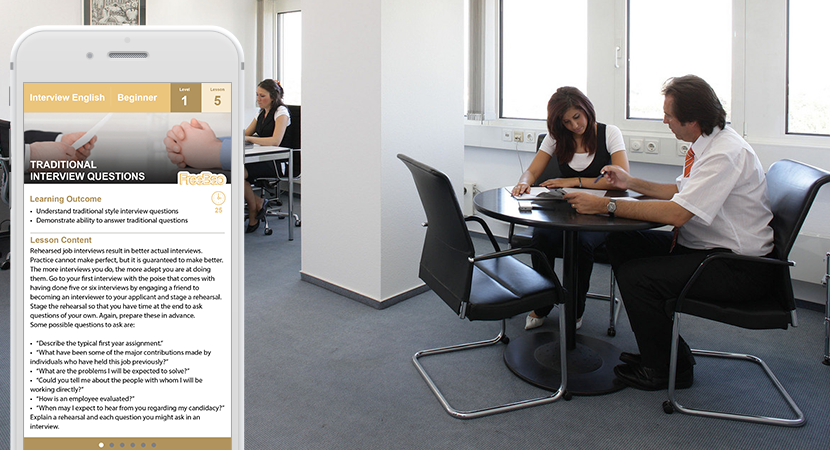 Interview English Beginner Level 1 Lesson 5
TRADITIONAL
INTERVIEW QUESTIONS
FreeBee
Learning Outcome
• Understand traditional style interview questions
• Demonstrate ability to answer traditional questions
25
Lesson Content
Rehearsed job interviews result in better actual interviews.
Practice cannot make perfect, but it is guaranteed to make better.
The more interviews you do, the more adept you are at doing
them. Go to your first interview with the poise that comes with
having done five or six interviews by engaging a friend to
becoming an interviewer to your applicant and stage a rehearsal.
Stage the rehearsal so that you have time at the end to ask
questions of your own. Again, prepare these in advance.
Some possible questions to ask are:
• "Describe the typical first year assignment."
• "What have been some of the major contributions made by
individuals who have held this job previously?"
• "What are the problems I will be expected to solve?"
• "Could you tell me about the people with whom I will be
working directly?"
• "How is an employee evaluated?"
• "When may I expect to hear from you regarding my candidacy?"
Explain a rehearsal and each question you might ask in an
interview.